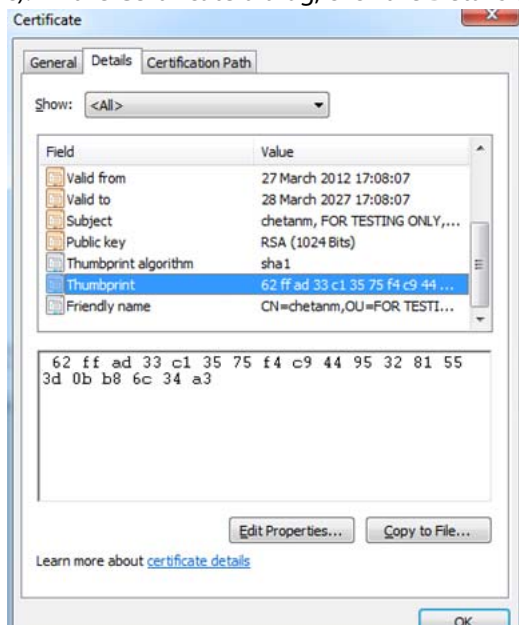 Certificate
General Details Certification Path
Show: <All>
Field Value
Valid from 27 March 2012 17:08:07
Valid to 28 March 2027 17:08:07
Subject chetanm, FOR TESTING ONLY,...
Public key RSA (1024 Bits)
Thumbprint algorithm sha1
Thumbprint 62 ff ad 33 c1 35 75 f4 c9 44 ...
Friendly name CN=chetanm,OU=FOR TESTI...
62 ff ad 33 c1 35 75 f4 c9 44 95 32 81 55
3d 0b b8 6c 34 a3
Edit Properties... Copy to File...
Learn more about certificate details
OK